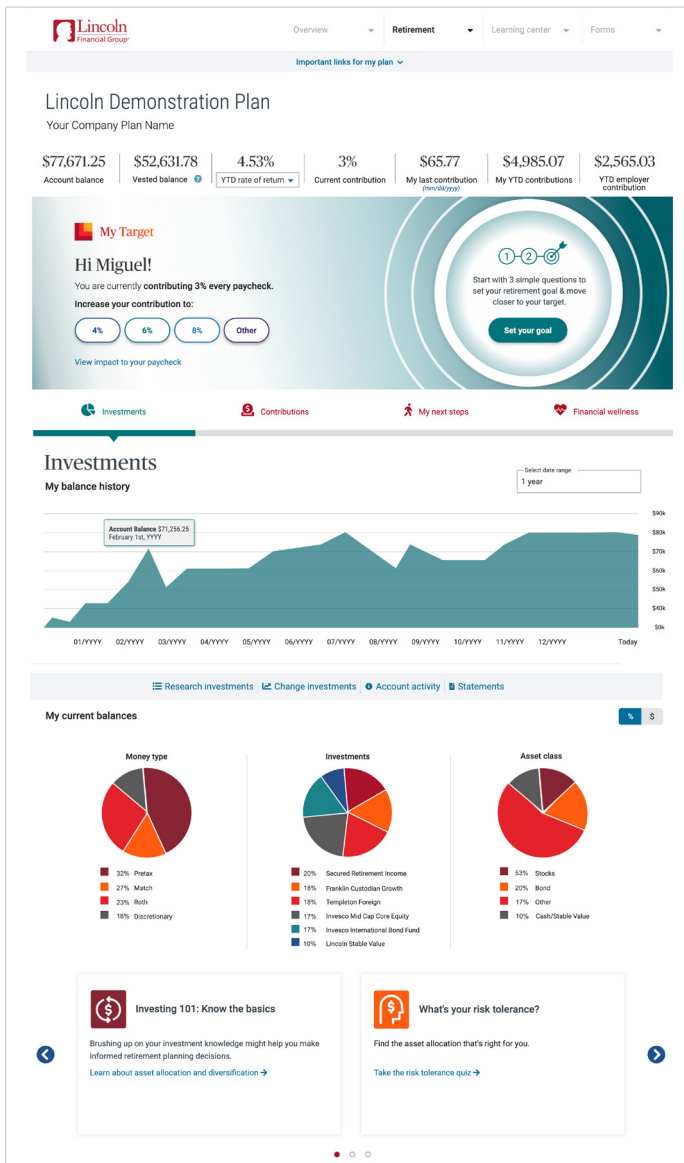 Lincoln
Financial Group®
Overview
Retirement
Learning center
Forms
Important links for my plan
Lincoln Demonstration Plan
Your Company Plan Name
$77,671.25
Account balance
$52,631.78
Vested balance ?
4.53%
YTD rate of return
3%
Current contribution
$65.77
My last contribution
(mm/dd/yyyy)
$4,985.07
My YTD contributions
$2,565.03
YTD employer
contribution
My Target
Hi Miguel!
You are currently contributing 3% every paycheck.
Increase your contribution to:
4%
6%
8%
Other
View impact to your paycheck
1 2
Start with 3 simple questions to
set your retirement goal & move
closer to your target.
Set your goal
Investments
Contributions
My next steps
Financial wellness
Investments
My balance history
Select date range
1 year
Account Balance $71,256.25
February 1st, YYYY
$90k
$80k
$70k
$60k
$50k
$40k
$0k
01/YYYY 02/YYYY 03/YYYY 04/YYYY 05/YYYY 06/YYYY 07/YYYY 08/YYYY 09/YYYY 10/YYYY 11/YYYY 12/YYYY Today
Research investments
Change investments
Account activity
Statements
My current balances
% $
Money type
32% Pretax
27% Match
23% Roth
18% Discretionary
Investments
20% Secured Retirement Income
18% Franklin Custodian Growth
18% Templeton Foreign
17% Invesco Mid Cap Core Equity
17% Invesco International Bond Fund
10% Lincoln Stable Value
Asset class
53% Stocks
20% Bond
17% Other
10% Cash/Stable Value
Investing 101: Know the basics
Brushing up on your investment knowledge might help you make
informed retirement planning decisions.
Learn about asset allocation and diversification →
What's your risk tolerance?
Find the asset allocation that's right for you.
Take the risk tolerance quiz →